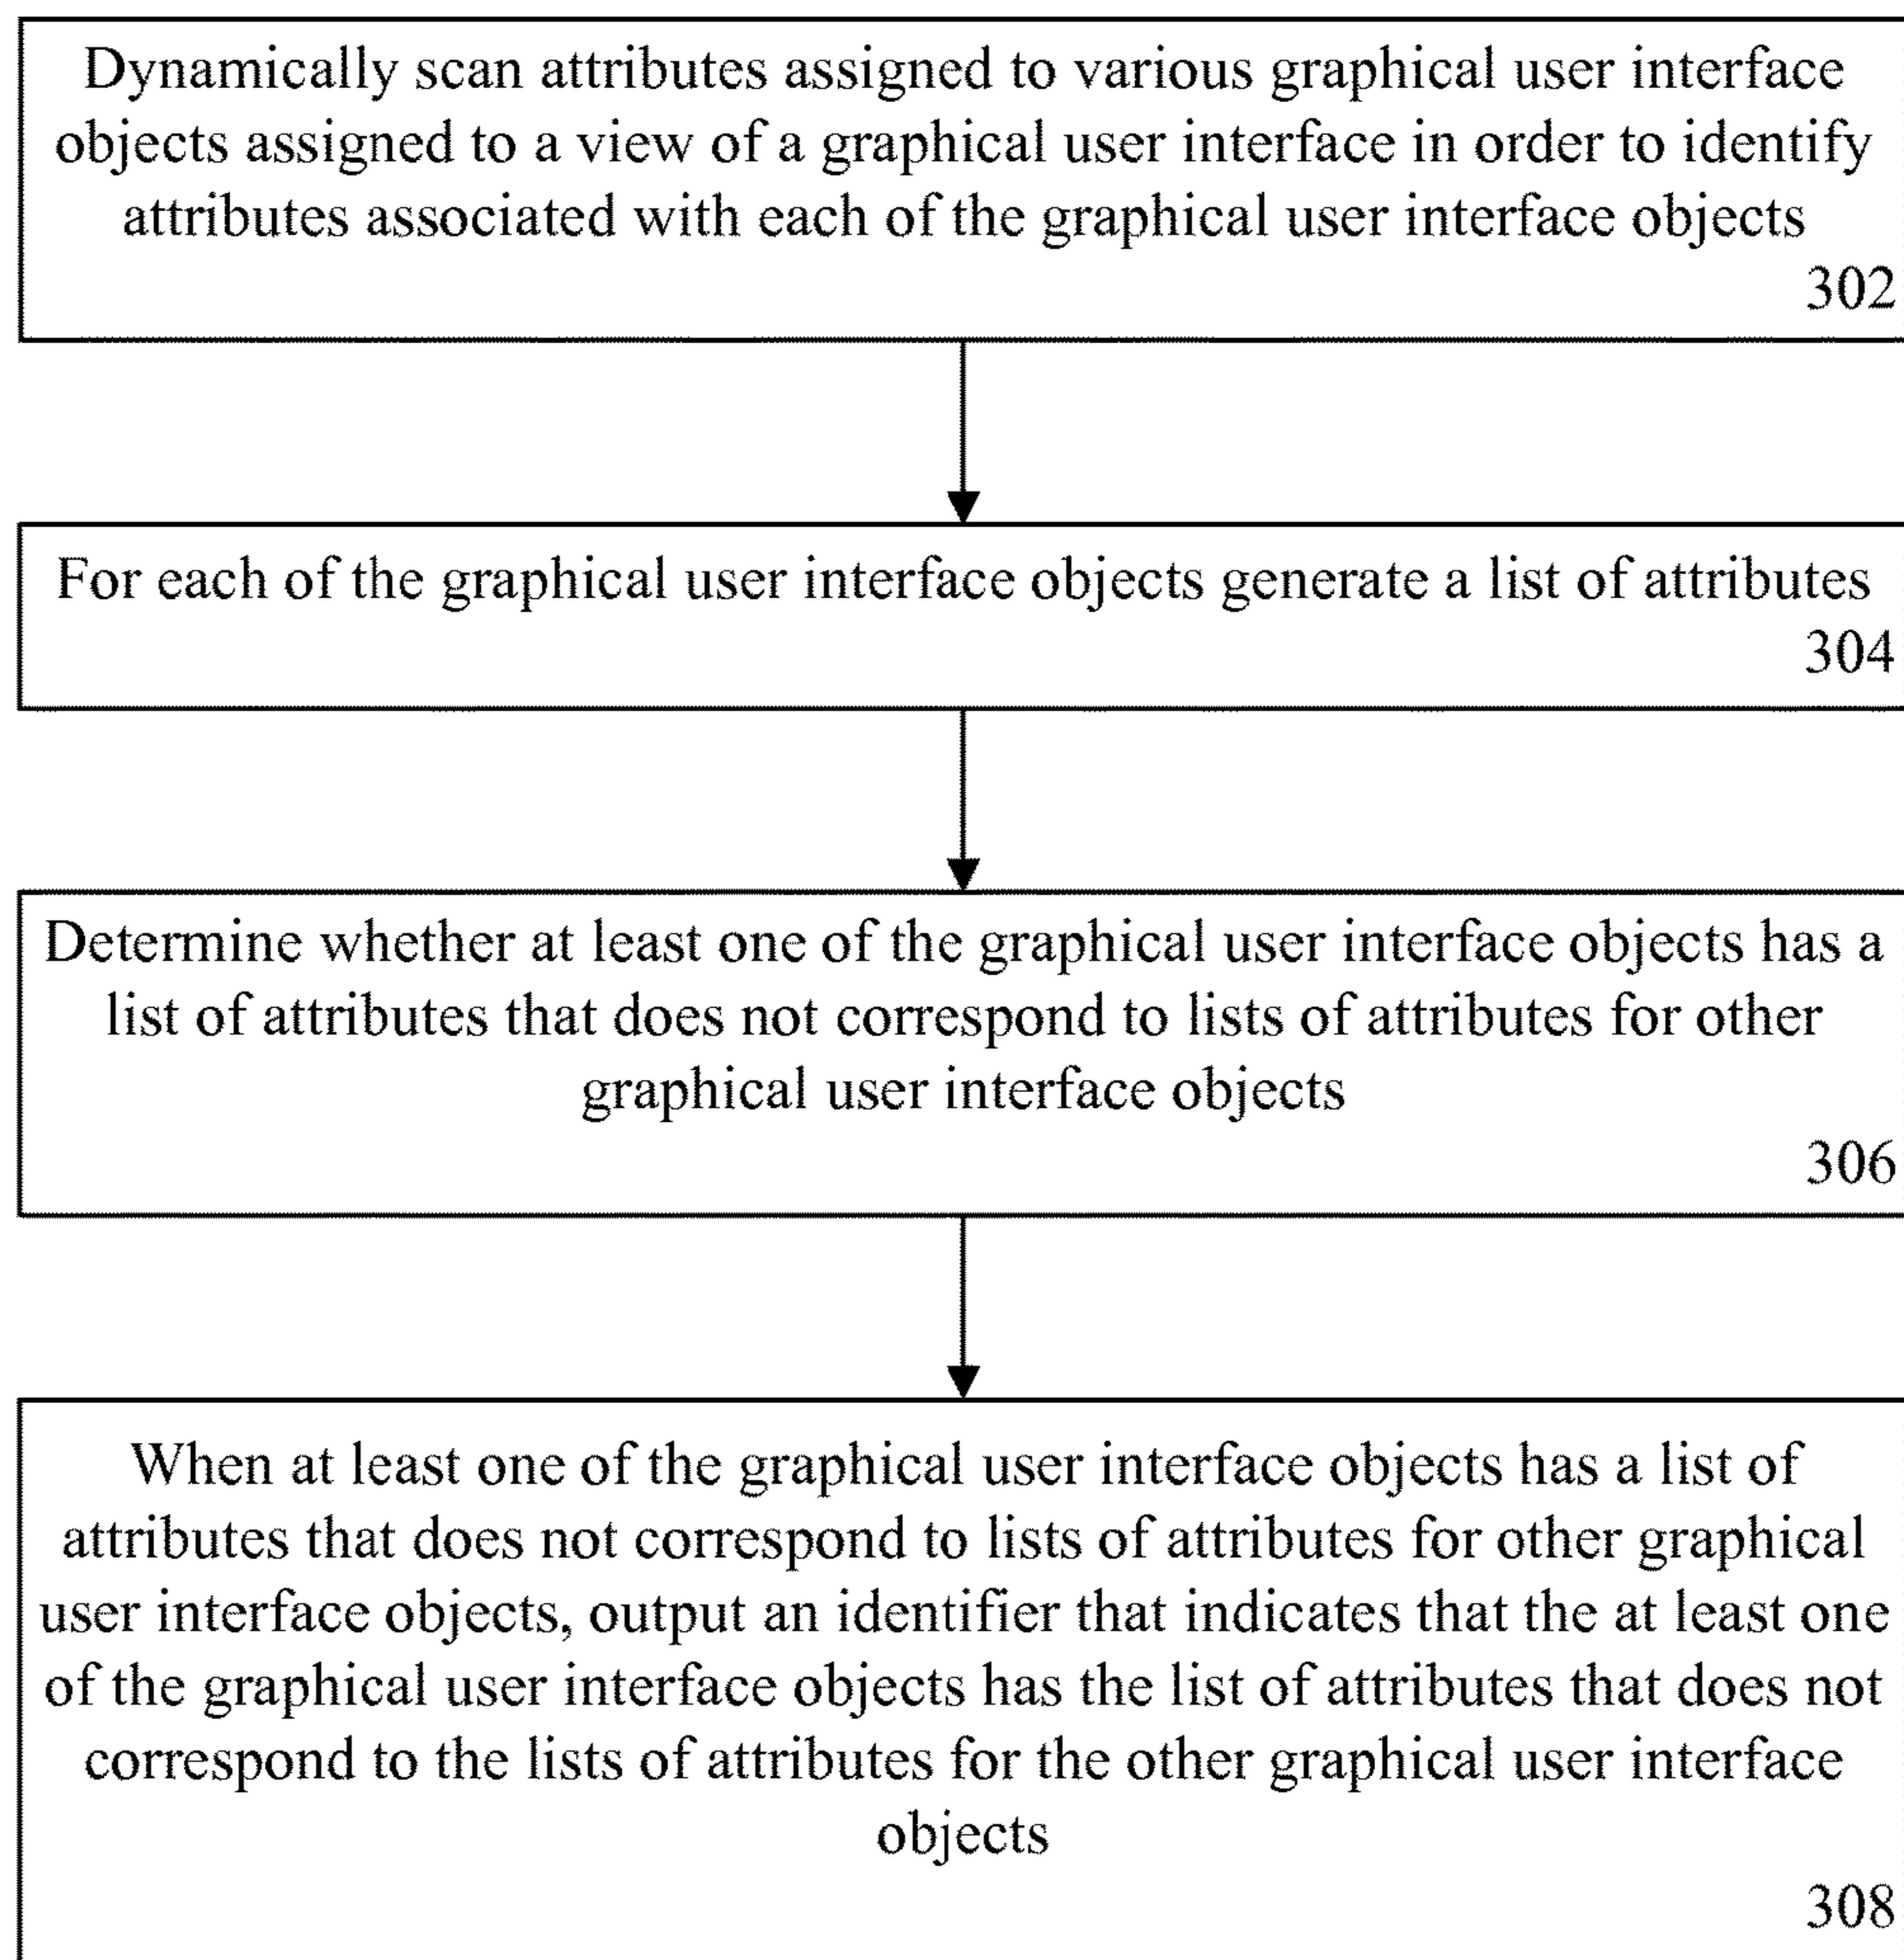 Dynamically scan attributes assigned to various graphical user interface
objects assigned to a view of a graphical user interface in order to identify
attributes associated with each of the graphical user interface objects
302
For each of the graphical user interface objects generate a list of attributes
304
Determine whether at least one of the graphical user interface objects has a
list of attributes that does not correspond to lists of attributes for other
graphical user interface objects
306
When at least one of the graphical user interface objects has a list of
attributes that does not correspond to lists of attributes for other graphical
user interface objects, output an identifier that indicates that the at least one
of the graphical user interface objects has the list of attributes that does not
correspond to the lists of attributes for the other graphical user interface
objects
308